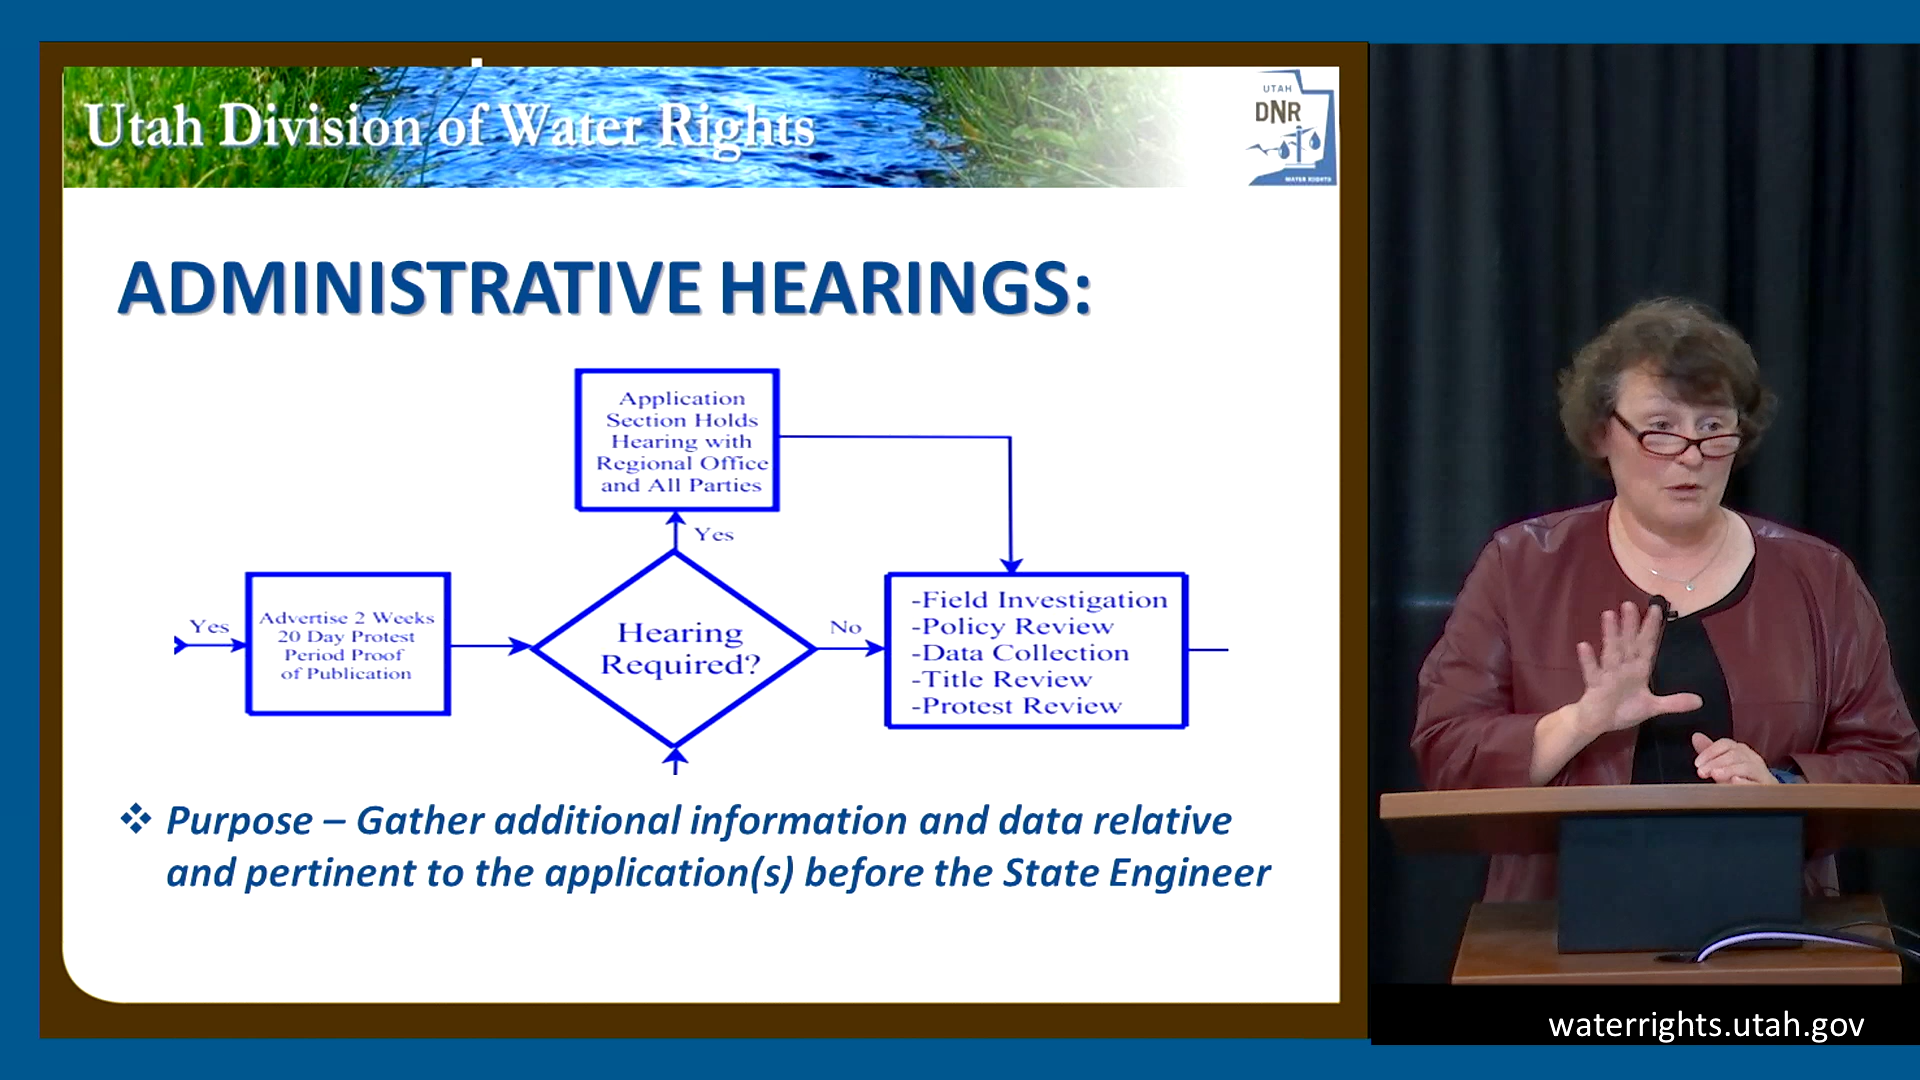 Utah Division of Water Rights
UTAH
DNR
WATER RIGHTS
ADMINISTRATIVE HEARINGS:
Application
Section Holds
Hearing with
Regional Office
and All Parties
Yes
Yes
Advertise 2 Weeks
20 Day Protest
Period Proof
of Publication
Hearing
Required?
No
-Field Investigation
-Policy Review
-Data Collection
-Title Review
-Protest Review
❖ Purpose – Gather additional information and data relative
and pertinent to the application(s) before the State Engineer
waterrights.utah.gov